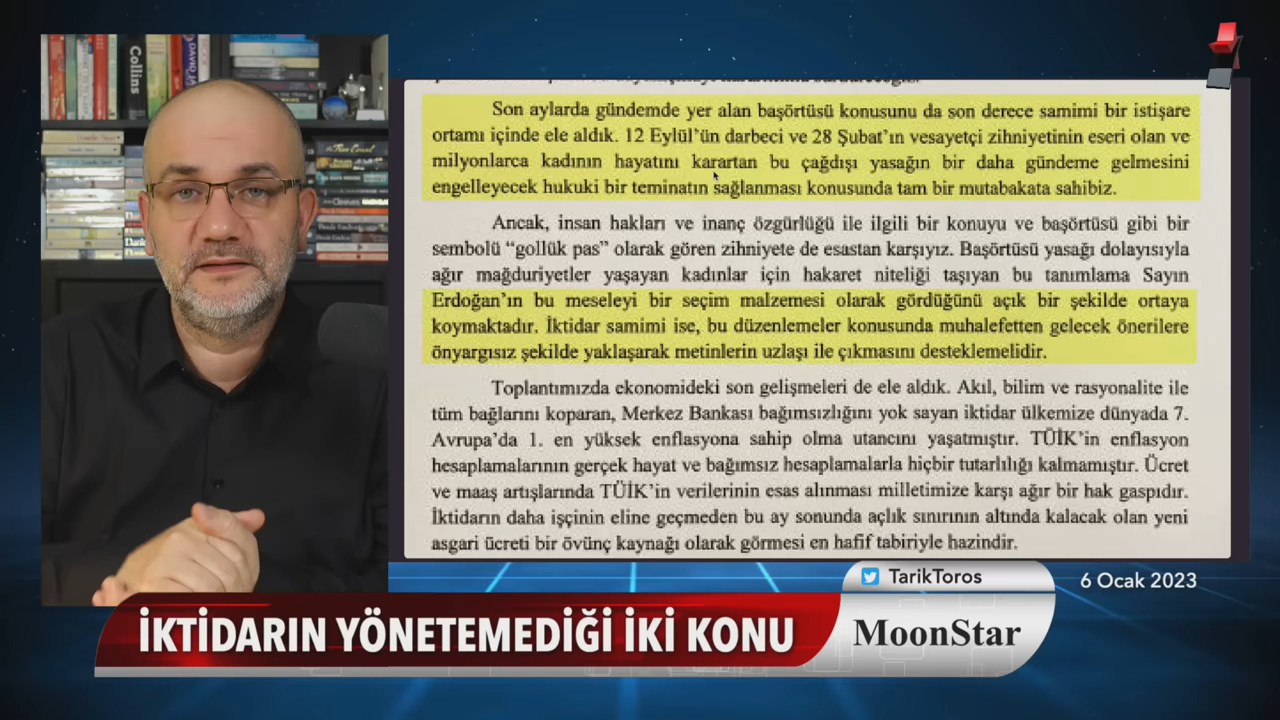 Collins
DAVID
Son aylarda gündemde yer alan başörtüsü konusunu da son derece samimi bir istişare
ortamı içinde ele aldık. 12 Eylül'ün darbeci ve 28 Şubat'ın vesayetçi zihniyetinin eseri olan ve
milyonlarca kadının hayatını karartan bu çağdışı yasağın bir daha gündeme gelmesini
engelleyecek hukuki bir teminatın sağlanması konusunda tam bir mutabakata sahibiz.
Ancak, insan hakları ve inanç özgürlüğü ile ilgili bir konuyu ve başörtüsü gibi bir
sembolü “gollük pas” olarak gören zihniyete de esastan karşıyız. Başörtüsü yasağı dolayısıyla
ağır mağduriyetler yaşayan kadınlar için hakaret niteliği taşıyan bu tanımlama Sayın
Erdoğan'ın bu meseleyi bir seçim malzemesi olarak gördüğünü açık bir şekilde ortaya
koymaktadır. İktidar samimi ise, bu düzenlemeler konusunda muhalefetten gelecek önerilere
önyargısız şekilde yaklaşarak metinlerin uzlaşı ile çıkmasını desteklemelidir.
Toplantımızda ekonomideki son gelişmeleri de ele aldık. Akıl, bilim ve rasyonalite ile
tüm bağlarını koparan, Merkez Bankası bağımsızlığını yok sayan iktidar ülkemize dünyada 7.
Avrupa'da 1. en yüksek enflasyona sahip olma utancını yaşatmıştır. TÜİK'in enflasyon
hesaplamalarının gerçek hayat ve bağımsız hesaplamalarla hiçbir tutarlılığı kalmamıştır. Ücret
ve maaş artışlarında TÜİK'in verilerinin esas alınması milletimize karşı ağır bir hak gaspıdır.
İktidarın daha işçinin eline geçmeden bu ay sonunda açlık sınırının altında kalacak olan yeni
asgari ücreti bir övünç kaynağı olarak görmesi en hafif tabiriyle hazindir.
TarikToros
6 Ocak 2023
İKTİDARIN YÖNETEMEDİĞİ İKİ KONU
MoonStar